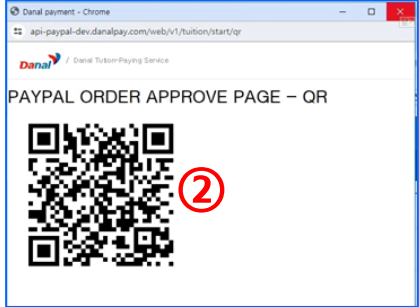 Danal payment - Chrome
api-paypal-dev.danalpay.com/web/v1/tuition/start/qr
Danal / Danal Tution-Paying Service
PAYPAL ORDER APPROVE PAGE – QR
②